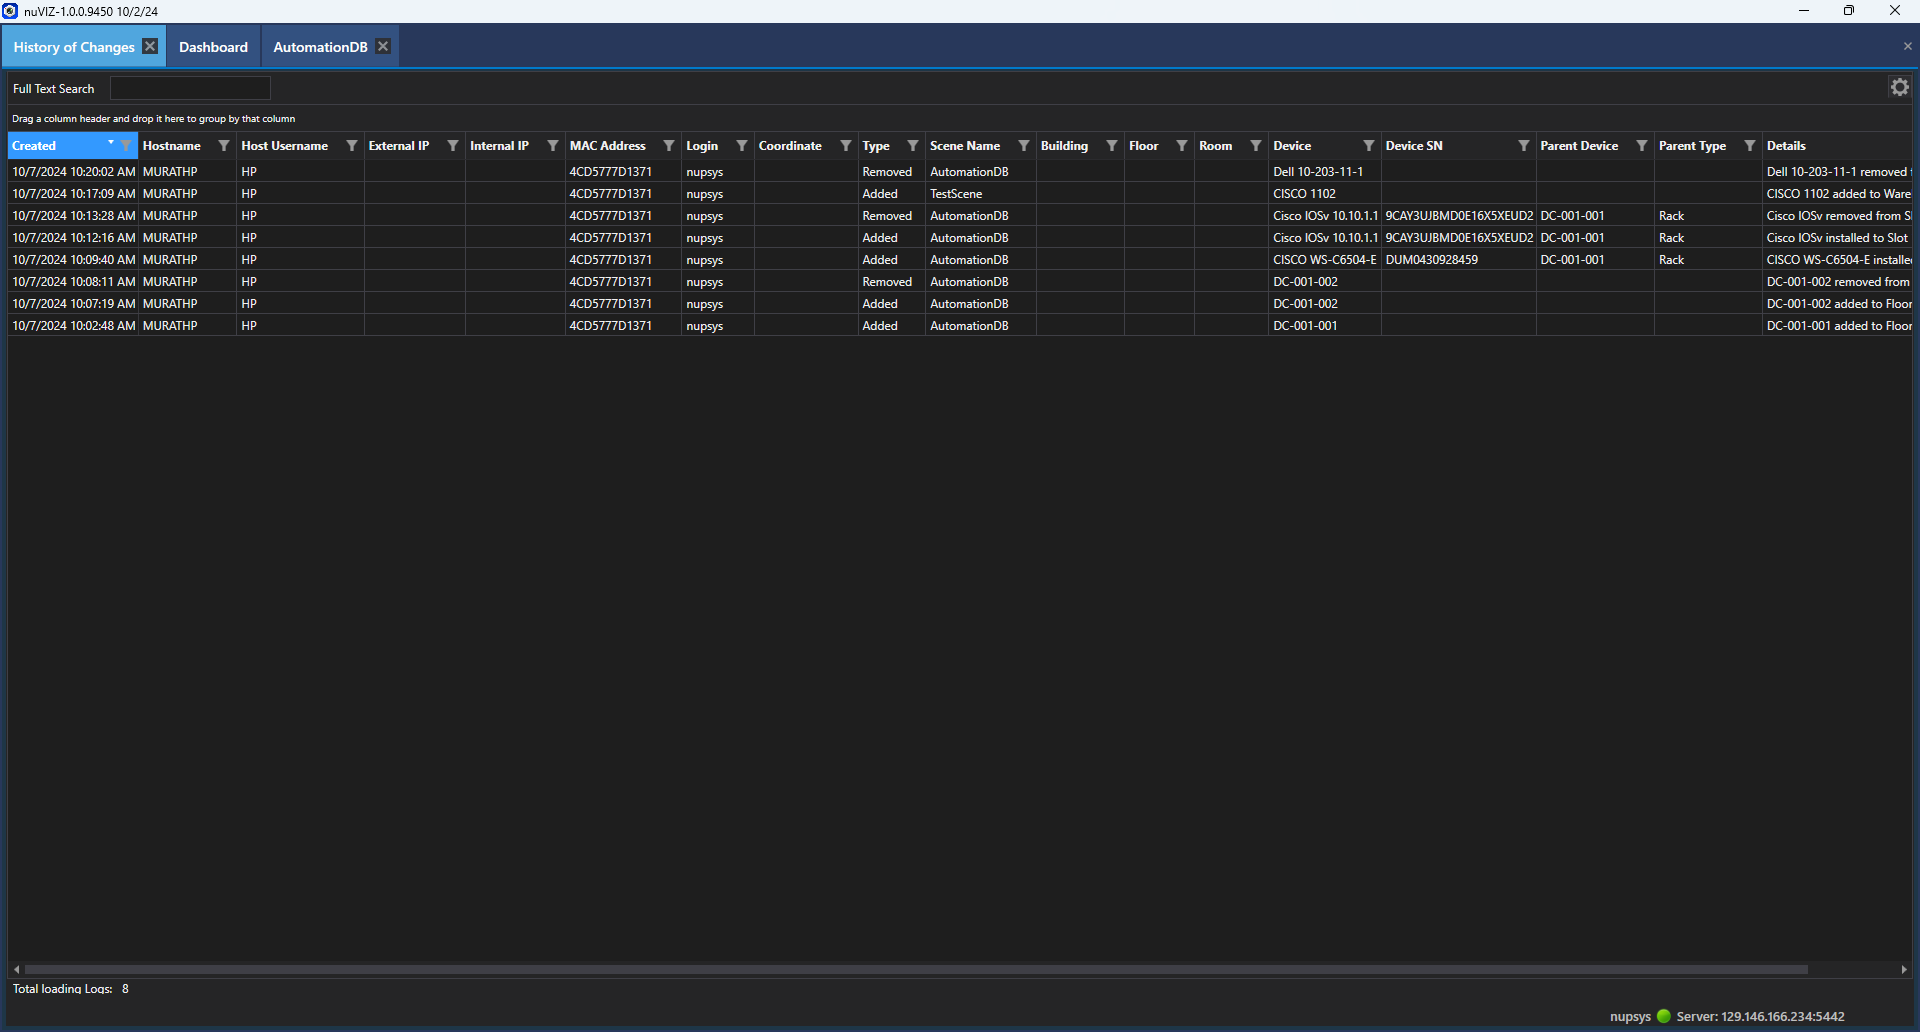 nuVIZ-1.0.0.9450 10/2/24
History of Changes Dashboard AutomationDB
Full Text Search
Drag a column header and drop it here to group by that column
Created Hostname Host Username External IP Internal IP MAC Address Login Coordinate Type Scene Name Building Floor Room Device Device SN Parent Device Parent Type Details
10/7/2024 10:20:02 AM MURATHP HP 4CD5777D1371 nupsys Removed AutomationDB Dell 10-203-11-1 Dell 10-203-11-1 removed
10/7/2024 10:17:09 AM MURATHP HP 4CD5777D1371 nupsys Added TestScene CISCO 1102 CISCO 1102 added to Ware
10/7/2024 10:13:28 AM MURATHP HP 4CD5777D1371 nupsys Removed AutomationDB Cisco IOSv 10.10.1.1 9CAY3UJBMD0E16X5XEUD2 DC-001-001 Rack Cisco IOSv removed from S
10/7/2024 10:12:16 AM MURATHP HP 4CD5777D1371 nupsys Added AutomationDB Cisco IOSv 10.10.1.1 9CAY3UJBMD0E16X5XEUD2 DC-001-001 Rack Cisco IOSv installed to Slot
10/7/2024 10:09:40 AM MURATHP HP 4CD5777D1371 nupsys Added AutomationDB CISCO WS-C6504-E DUM0430928459 DC-001-001 Rack CISCO WS-C6504-E installe
10/7/2024 10:08:11 AM MURATHP HP 4CD5777D1371 nupsys Removed AutomationDB DC-001-002 DC-001-002 removed from
10/7/2024 10:07:19 AM MURATHP HP 4CD5777D1371 nupsys Added AutomationDB DC-001-002 DC-001-002 added to Floor
10/7/2024 10:02:48 AM MURATHP HP 4CD5777D1371 nupsys Added AutomationDB DC-001-001 DC-001-001 added to Floor
Total loading Logs: 8
nupsys Server: 129.146.166.234:5442